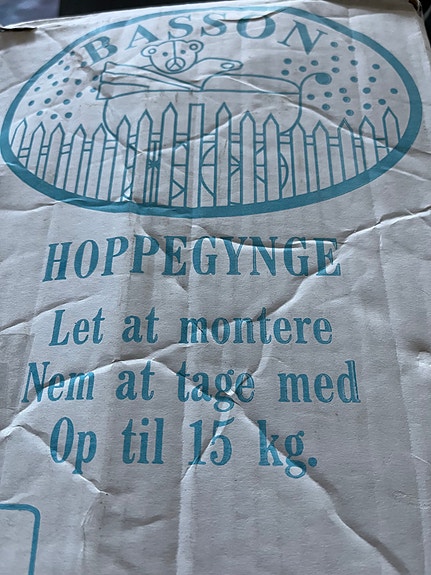 BASSON
HOPPEGYNGE
Let at montere
Nem at tage med
Op til 15 kg.